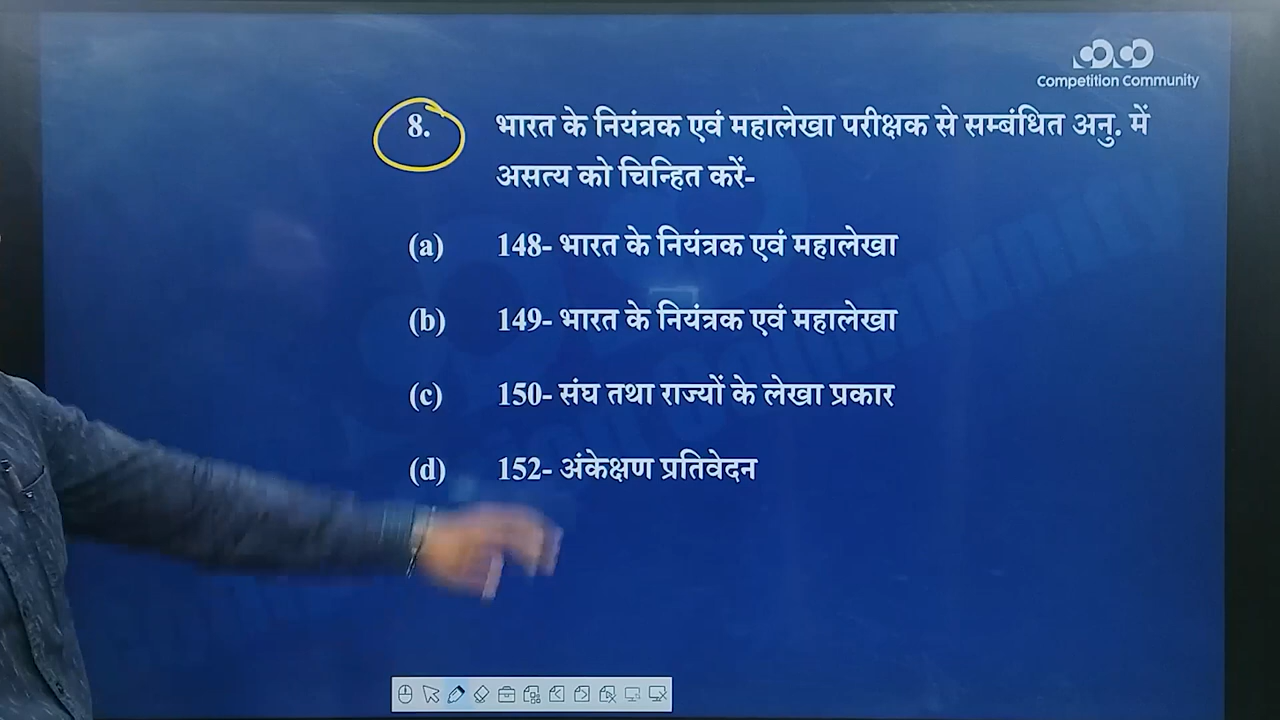 Competition Community
8. भारत के नियंत्रक एवं महालेखा परीक्षक से सम्बंधित अनु. में
असत्य को चिन्हित करें-
(a) 148- भारत के नियंत्रक एवं महालेखा
(b) 149- भारत के नियंत्रक एवं महालेखा
(c) 150- संघ तथा राज्यों के लेखा प्रकार
(d) 152- अंकेक्षण प्रतिवेदन